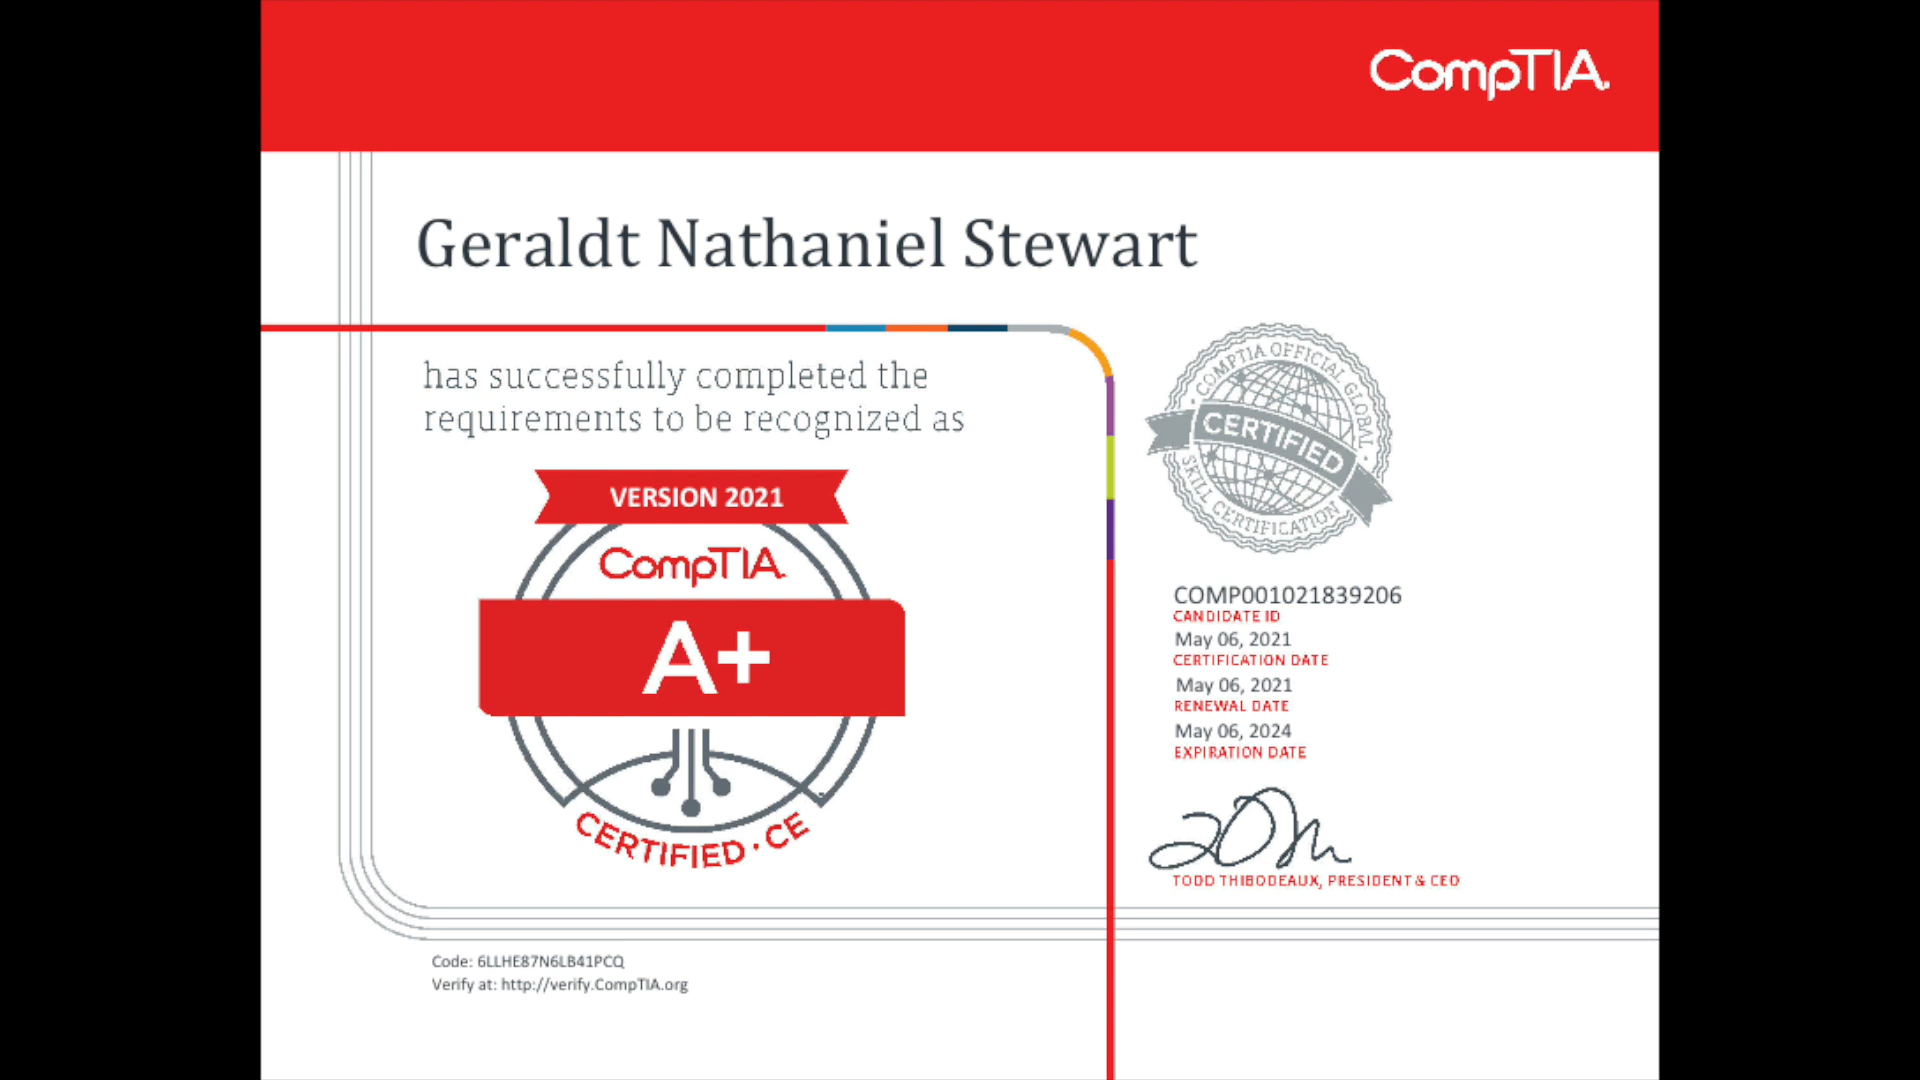 CompTIA.
Geraldt Nathaniel Stewart
has successfully completed the
requirements to be recognized as
VERSION 2021
CompTIA
A+
CERTIFIED · CE
COMPTIA OFFICIAL GLOBAL
CERTIFIED
SKILL CERTIFICATION
COMP001021839206
CANDIDATE ID
May 06, 2021
CERTIFICATION DATE
May 06, 2021
RENEWAL DATE
May 06, 2024
EXPIRATION DATE
TODD THIBODEAUX, PRESIDENT & CEO
Code: 6LLHE87N6LB41PCQ
Verify at: http://verify.CompTIA.org